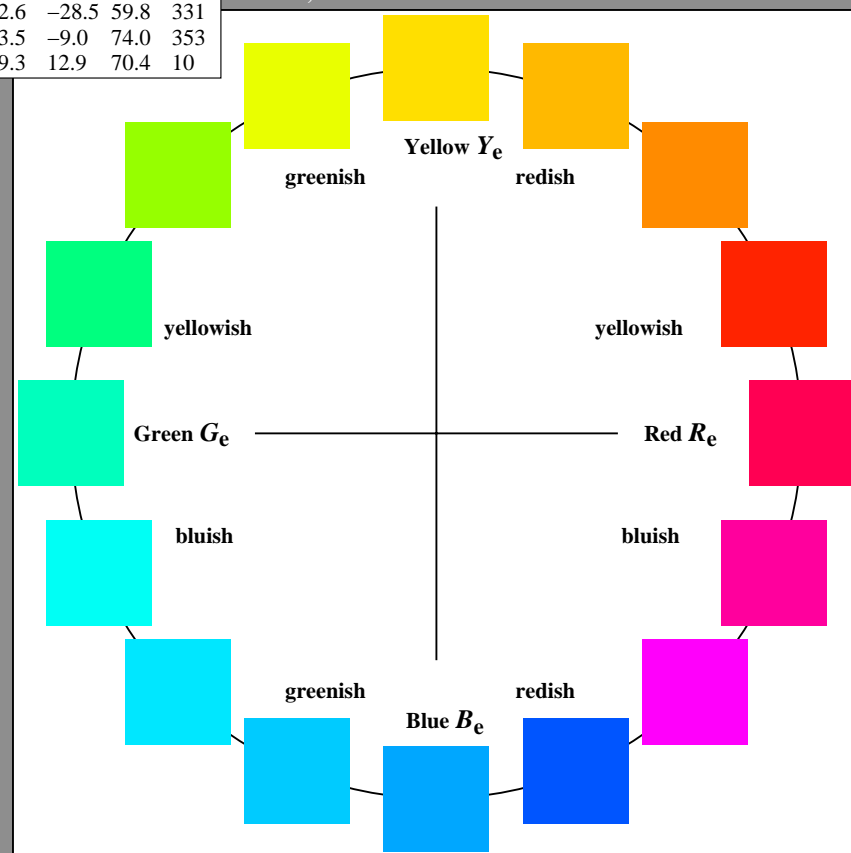 2.6 −28.5 59.8 331
3.5 −9.0 74.0 353
9.3 12.9 70.4 10
Yellow Ye
greenish redish
yellowish yellowish
Green Ge Red Re
bluish bluish
greenish redish
Blue Be